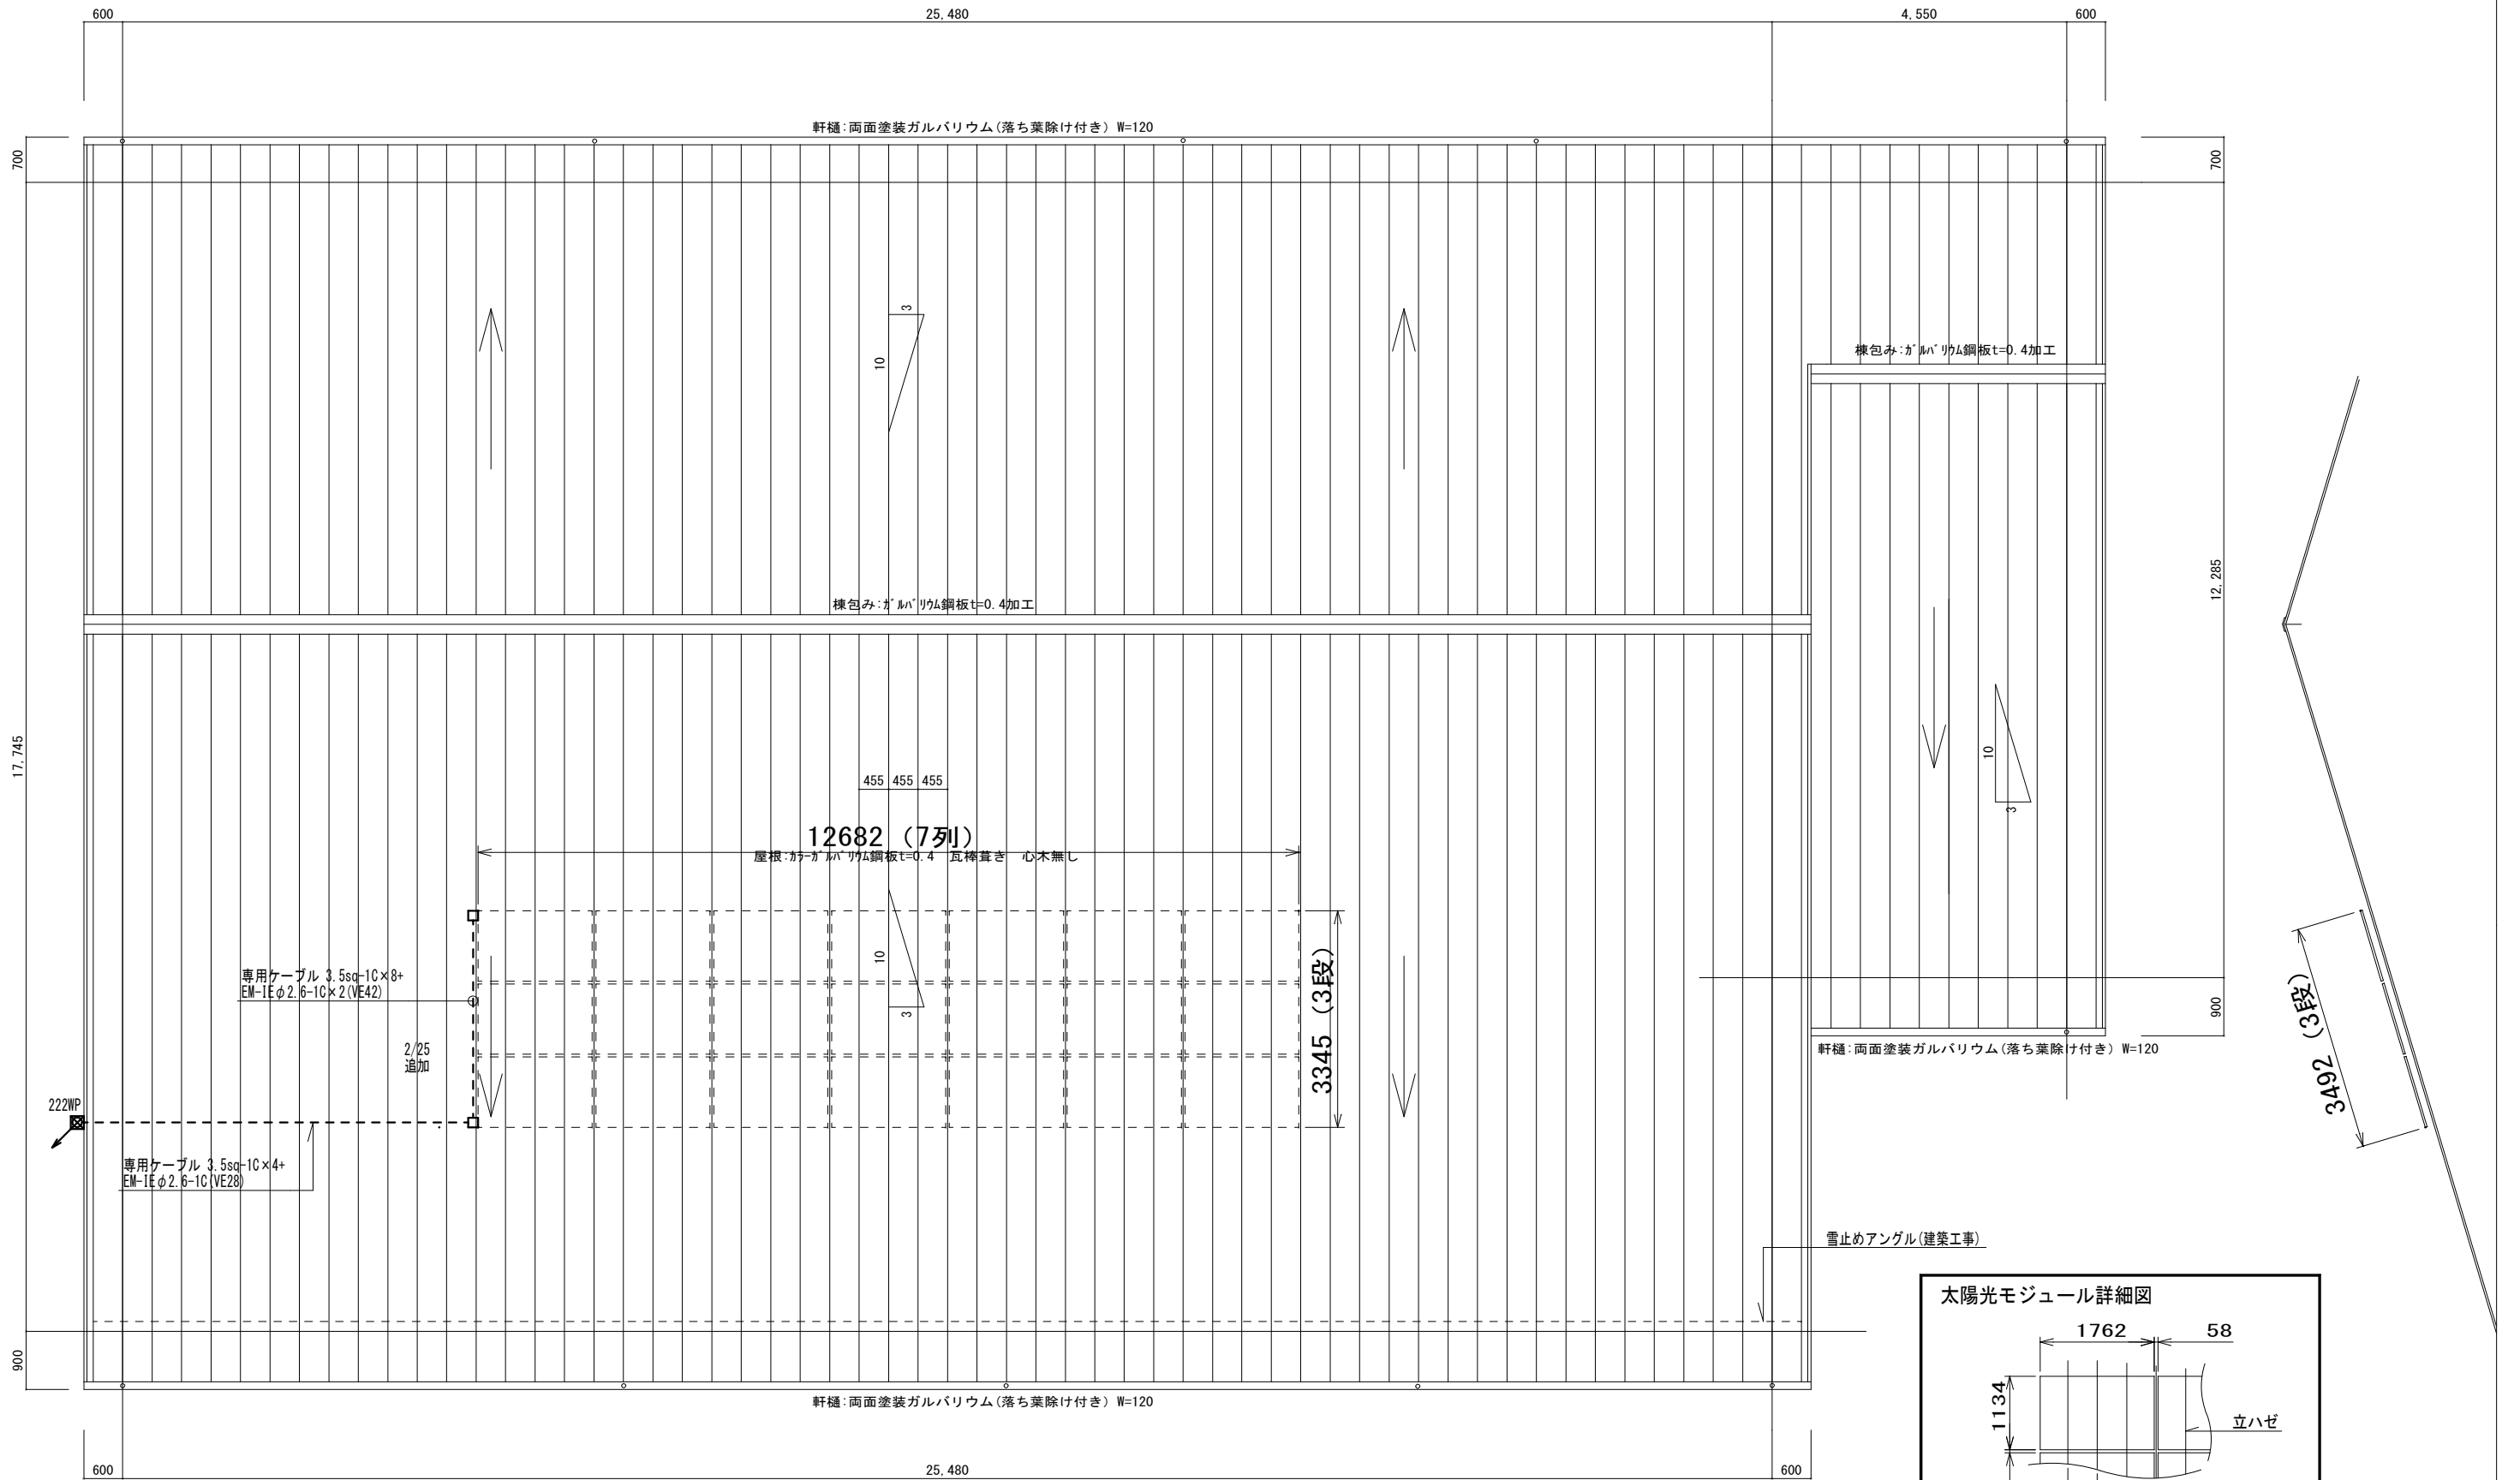 600
25,480
4,550
600
軒樋:両面塗装ガルバリウム(落ち葉除け付き) W=120
700
700
3
10
棟包み:ガルバリウム鋼板t=0.4加工
12,285
棟包み:ガルバリウム鋼板t=0.4加工
17,745
10
3
455 455 455
12682 (7列)
屋根:カラーガルバリウム鋼板t=0.4 瓦棒葺き 心木無し
10
3
3345 (3段)
3492 (3段)
専用ケーブル 3.5sq-1C×8+
EM-IEφ2.6-1C×2(VE42)
900
2/25
追加
軒樋:両面塗装ガルバリウム(落ち葉除け付き) W=120
222WP
専用ケーブル 3.5sq-1C×4+
EM-IEφ2.6-1C(VE28)
雪止めアングル(建築工事)
太陽光モジュール詳細図
1762
58
1134
立ハゼ
900
軒樋:両面塗装ガルバリウム(落ち葉除け付き) W=120
600
25,480
600